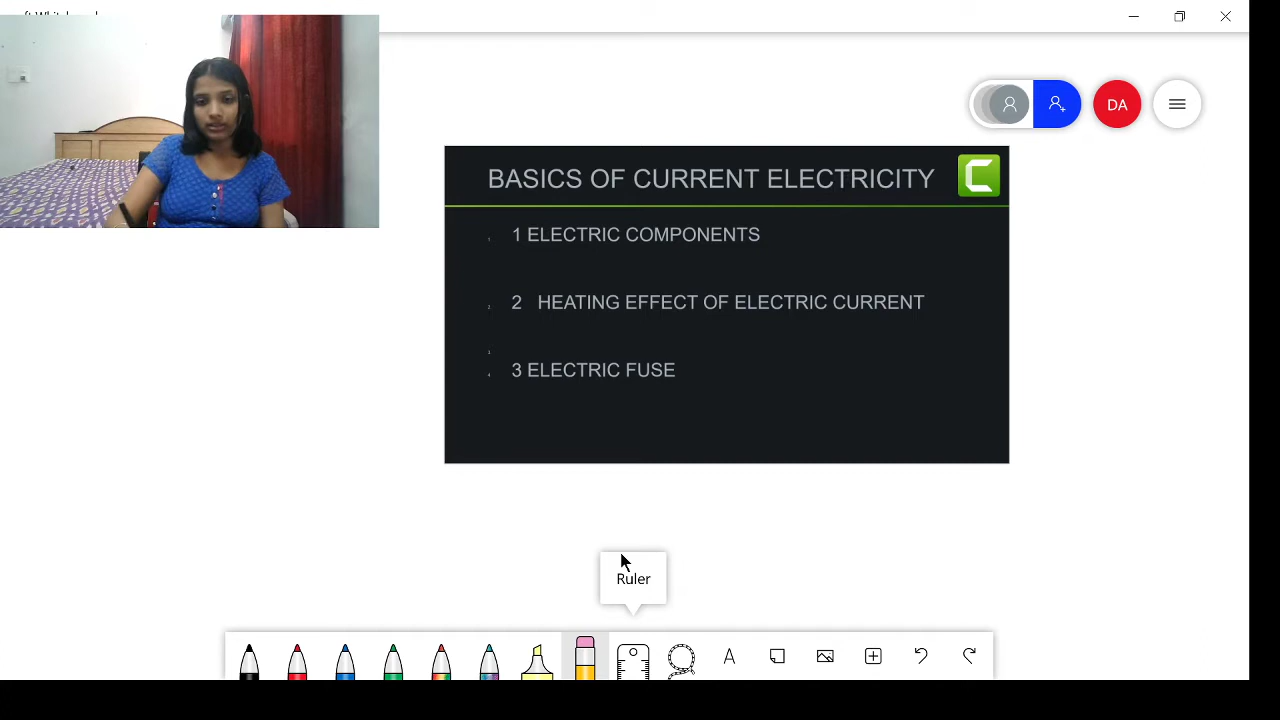 DA
BASICS OF CURRENT ELECTRICITY
1 ELECTRIC COMPONENTS
2 HEATING EFFECT OF ELECTRIC CURRENT
3 ELECTRIC FUSE
Ruler